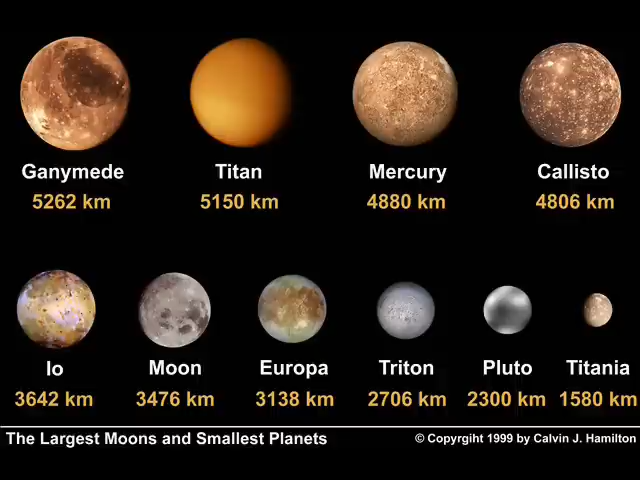 Ganymede Titan Mercury Callisto
5262 km 5150 km 4880 km 4806 km
Io Moon Europa Triton Pluto Titania
3642 km 3476 km 3138 km 2706 km 2300 km 1580 km
The Largest Moons and Smallest Planets © Copyright 1999 by Calvin J. Hamilton